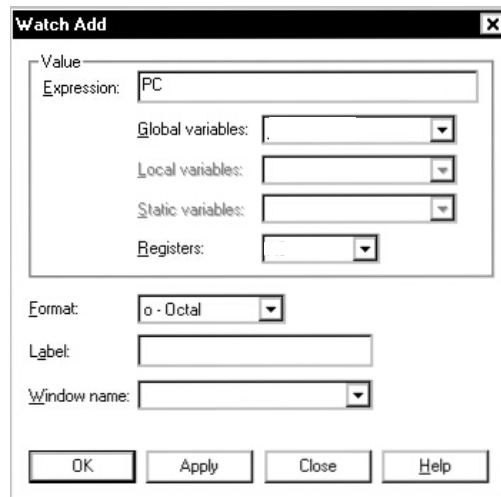 Watch Add
Value
Expression: PC
Global variables:
Local variables:
Static variables:
Registers:
Format: o - Octal
Label:
Window name:
OK Apply Close Help